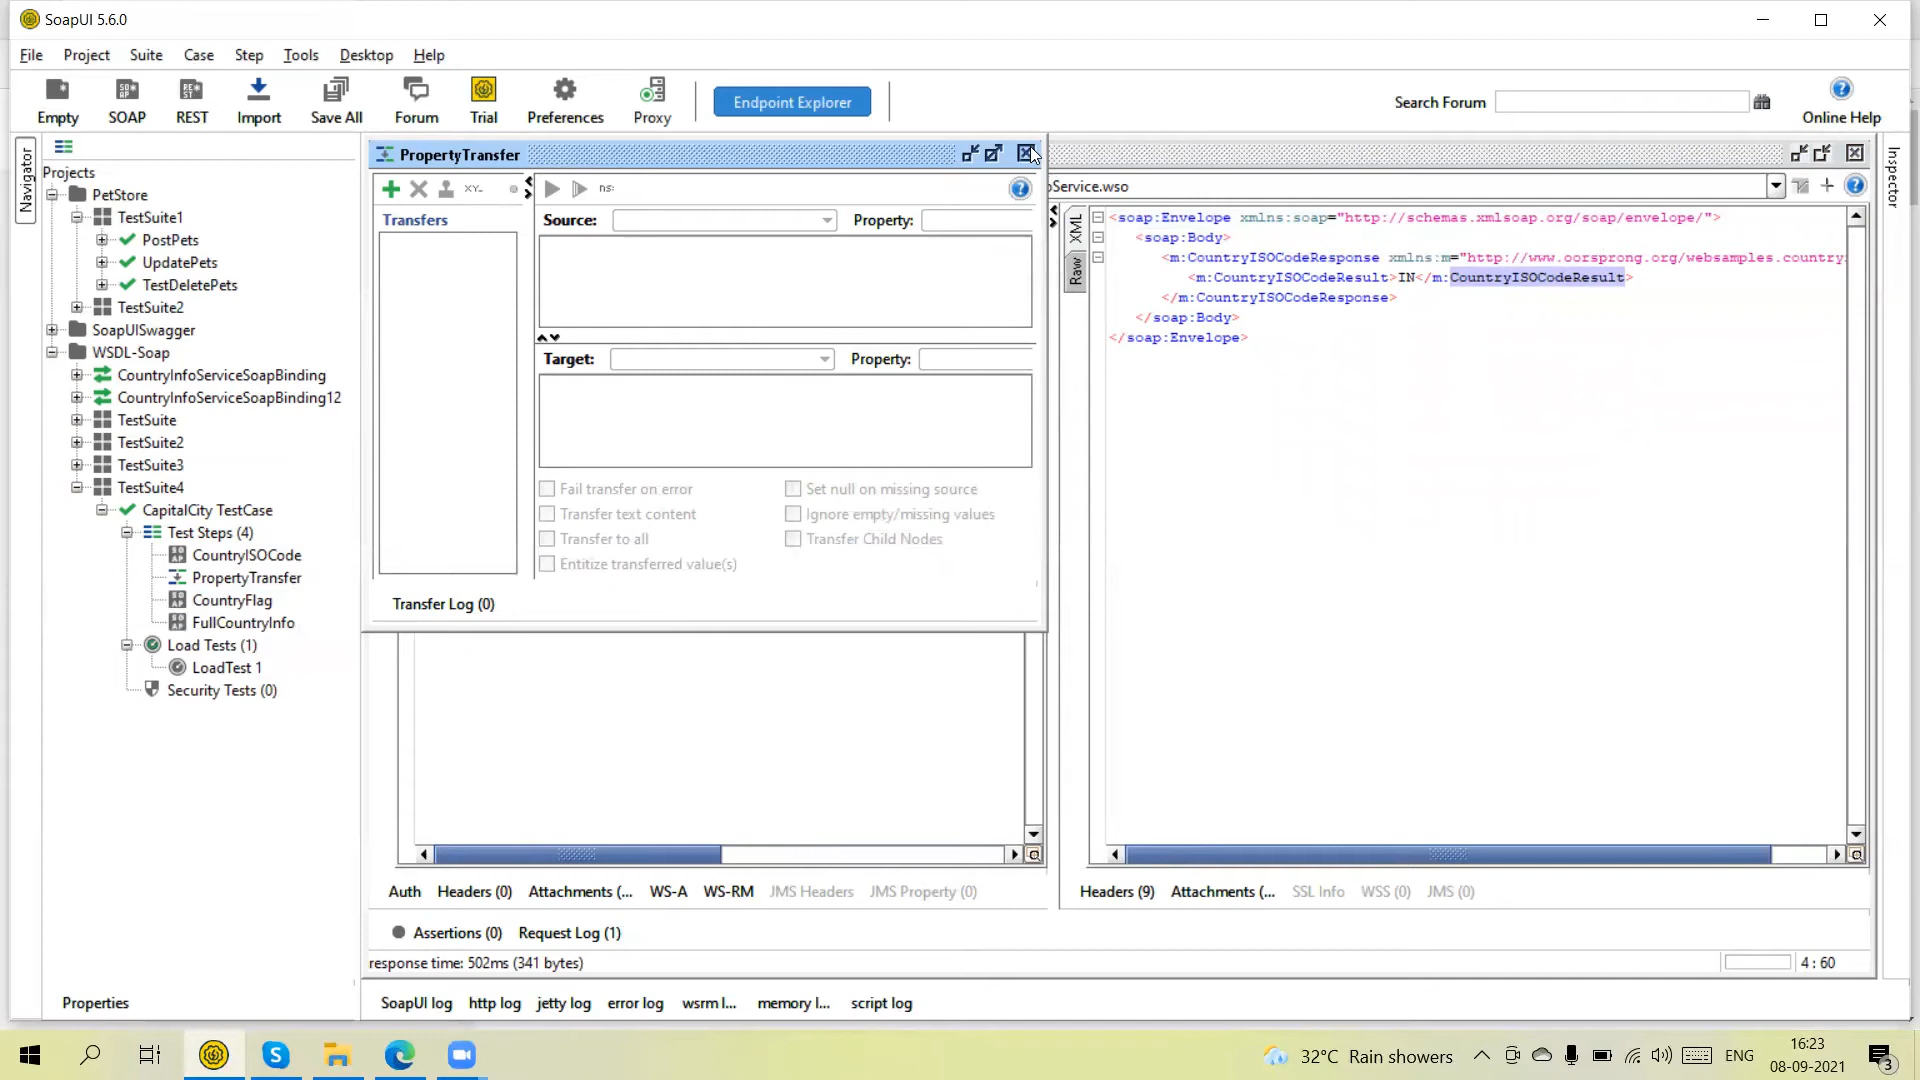 SoapUI 5.6.0
File Project Suite Case Step Tools Desktop Help
Empty SOAP REST Import Save All Forum Trial Preferences Proxy Endpoint Explorer Search Forum Online Help
Navigator
Projects
PetStore
TestSuite1
PostPets
UpdatePets
TestDeletePets
TestSuite2
SoapUISwagger
WSDL-Soap
CountryInfoServiceSoapBinding
CountryInfoServiceSoapBinding12
TestSuite
TestSuite2
TestSuite3
TestSuite4
CapitalCity TestCase
Test Steps (4)
CountryISOCode
PropertyTransfer
CountryFlag
FullCountryInfo
Load Tests (1)
LoadTest 1
Security Tests (0)
Properties
PropertyTransfer
ns:
Transfers
Source: Property:
Target: Property:
Fail transfer on error Set null on missing source
Transfer text content Ignore empty/missing values
Transfer to all Transfer Child Nodes
Entitize transferred value(s)
Transfer Log (0)
oService.wso
XML
Raw
<soap:Envelope xmlns:soap="http://schemas.xmlsoap.org/soap/envelope/">
<soap:Body>
<m:CountryISOCodeResponse xmlns:m="http://www.oorsprong.org/websamples.country:
<m:CountryISOCodeResult>IN</m:CountryISOCodeResult>
</m:CountryISOCodeResponse>
</soap:Body>
</soap:Envelope>
Inspector
Auth Headers (0) Attachments (... WS-A WS-RM JMS Headers JMS Property (0)
Headers (9) Attachments (... SSL Info WSS (0) JMS (0)
Assertions (0) Request Log (1)
response time: 502ms (341 bytes)
4 : 60
SoapUI log http log jetty log error log wsrm l... memory l... script log
32°C Rain showers
ENG
16:23
08-09-2021
3